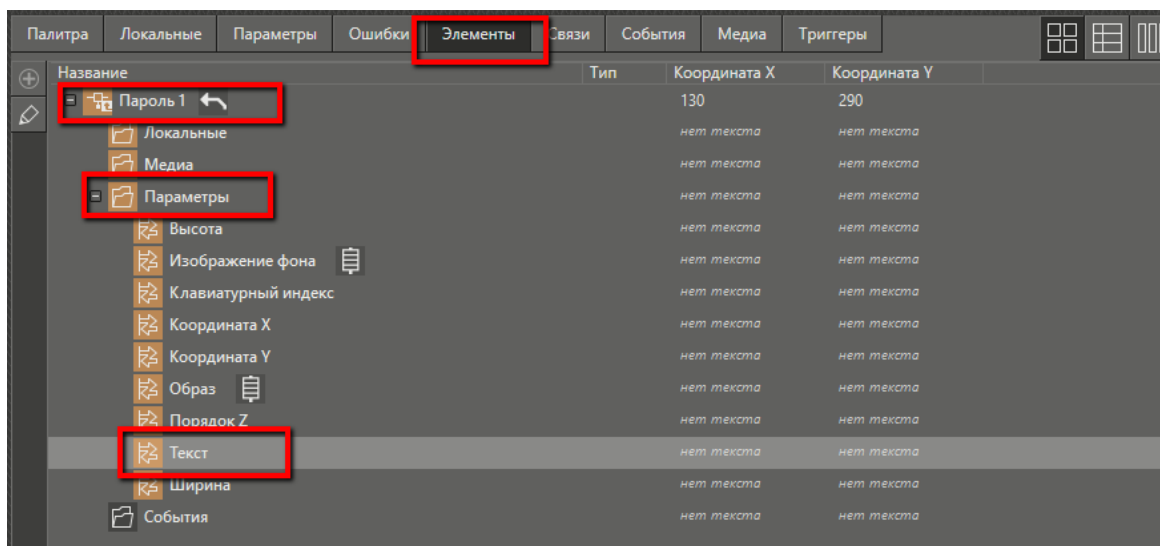 Палитра Локальные Параметры Ошибки Элементы Связи События Медиа Триггеры
Название Тип Координата X Координата Y
Пароль 1 130 290
Локальные нет текста нет текста
Медиа нет текста нет текста
Параметры нет текста нет текста
Высота нет текста нет текста
Изображение фона нет текста нет текста
Клавиатурный индекс нет текста нет текста
Координата X нет текста нет текста
Координата Y нет текста нет текста
Образ нет текста нет текста
Порядок Z нет текста нет текста
Текст нет текста нет текста
Ширина нет текста нет текста
События нет текста нет текста